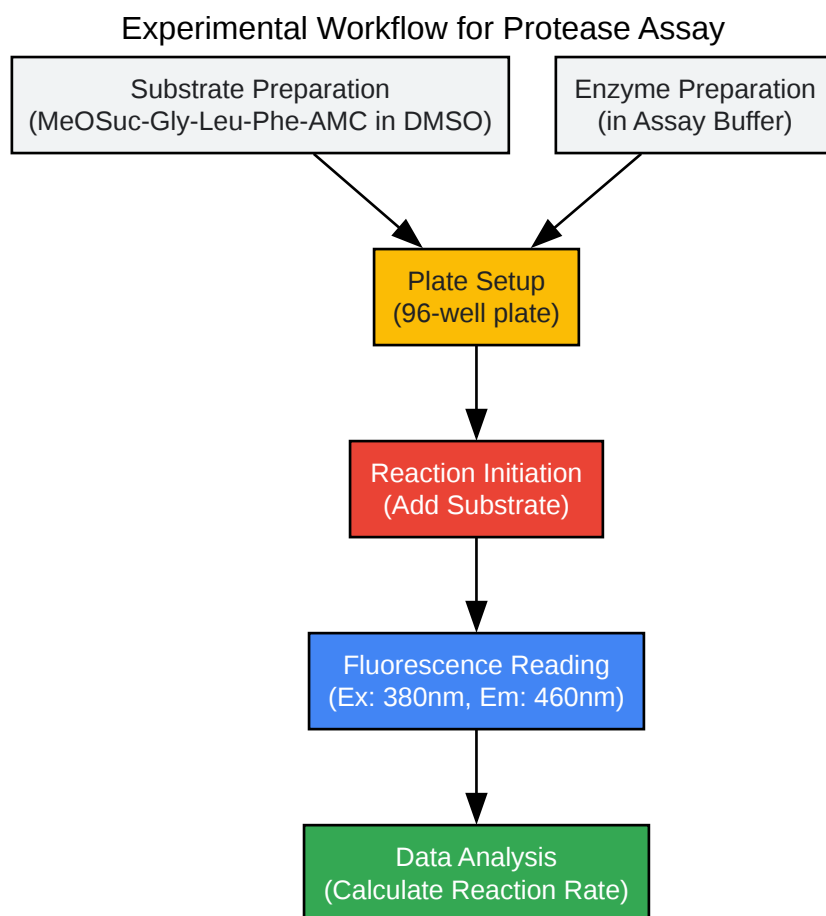 Experimental Workflow for Protease Assay
Substrate Preparation
(MeOSuc-Gly-Leu-Phe-AMC in DMSO)
Enzyme Preparation
(in Assay Buffer)
Plate Setup
(96-well plate)
Reaction Initiation
(Add Substrate)
Fluorescence Reading
(Ex: 380nm, Em: 460nm)
Data Analysis
(Calculate Reaction Rate)